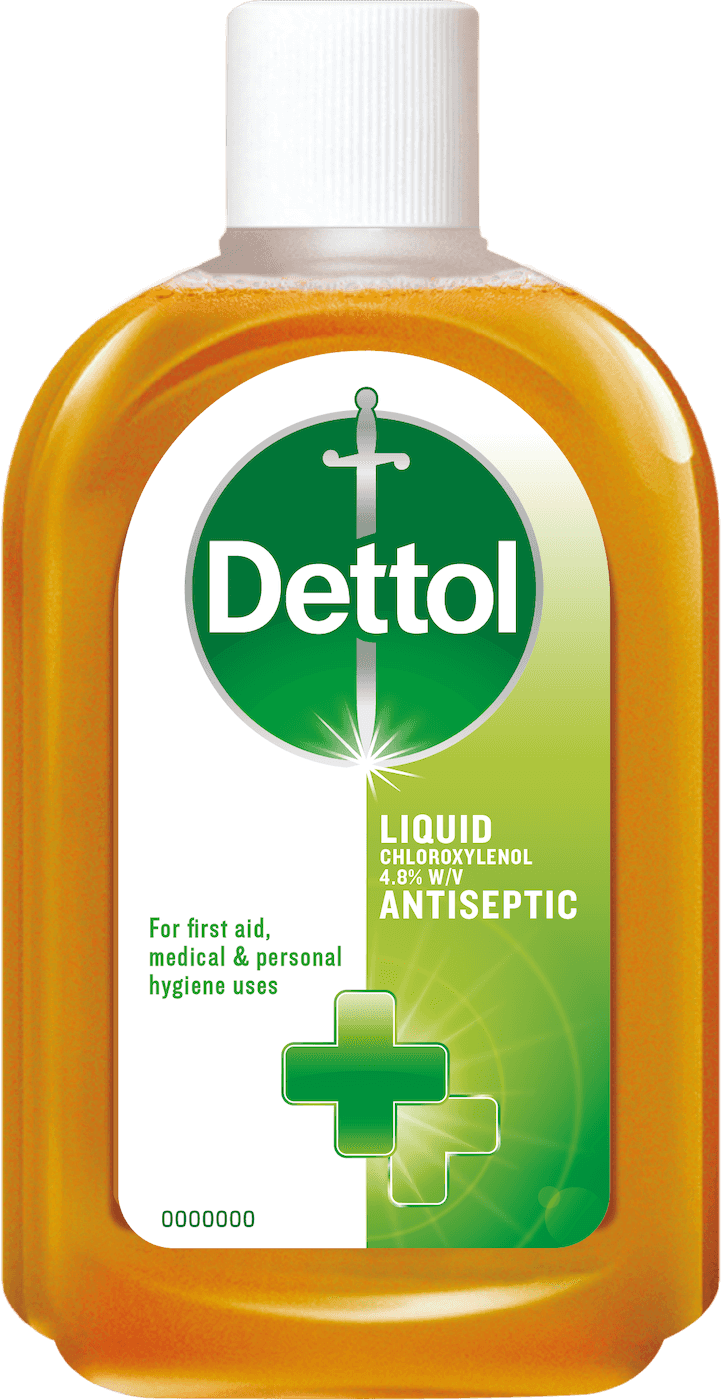 Dettol
LIQUID
CHLOROXYLENOL
4.8% W/V
ANTISEPTIC
For first aid,
medical & personal
hygiene uses
0000000